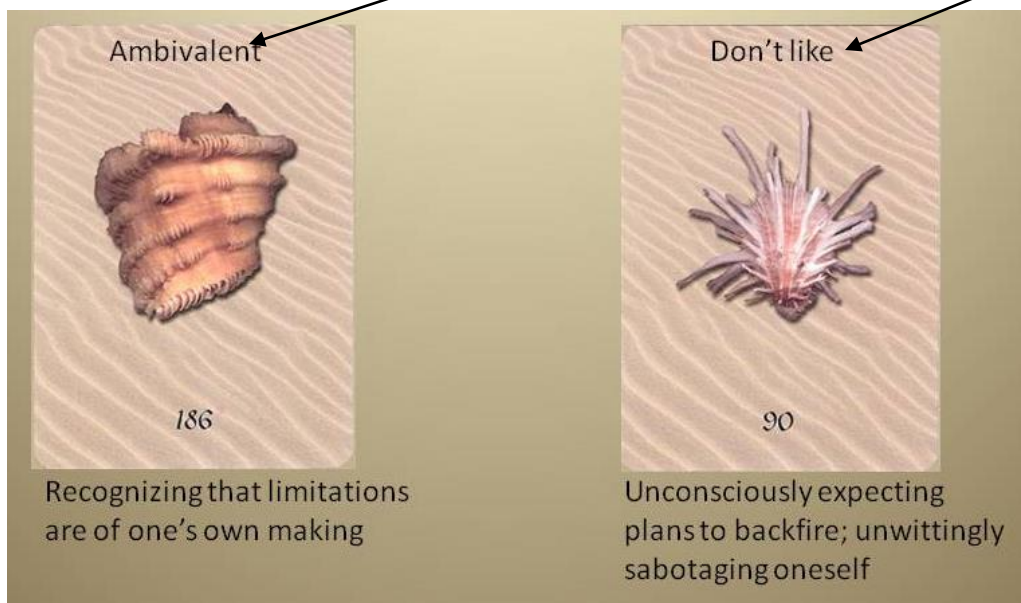 Ambivalent
186
Recognizing that limitations
are of one's own making
Don't like
90
Unconsciously expecting
plans to backfire; unwittingly
sabotaging oneself